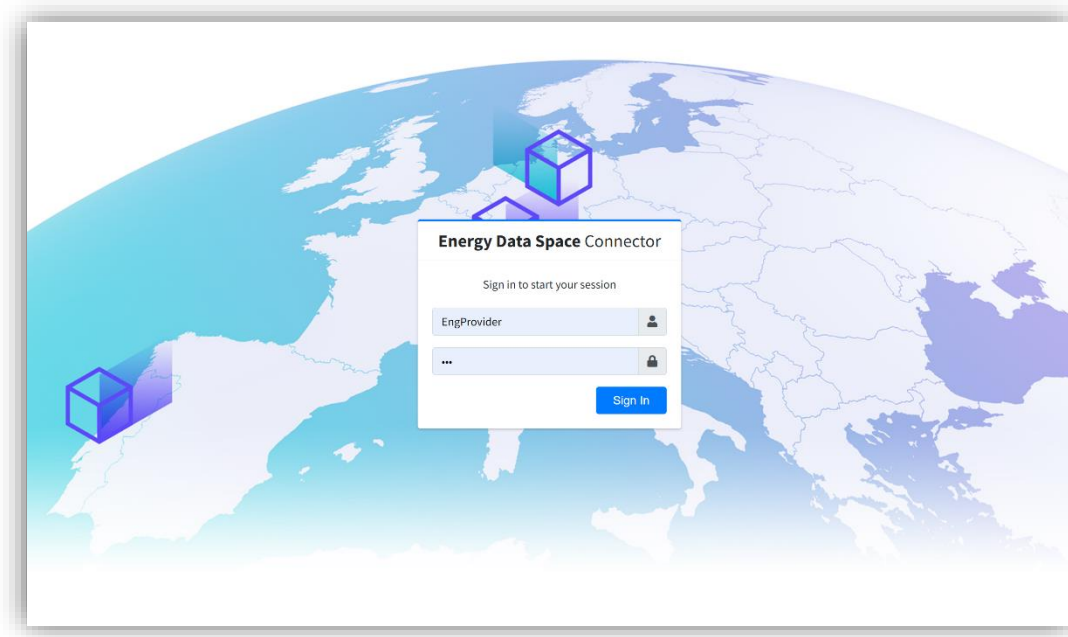 Energy Data Space Connector
Sign in to start your session
EngProvider
•••
Sign In